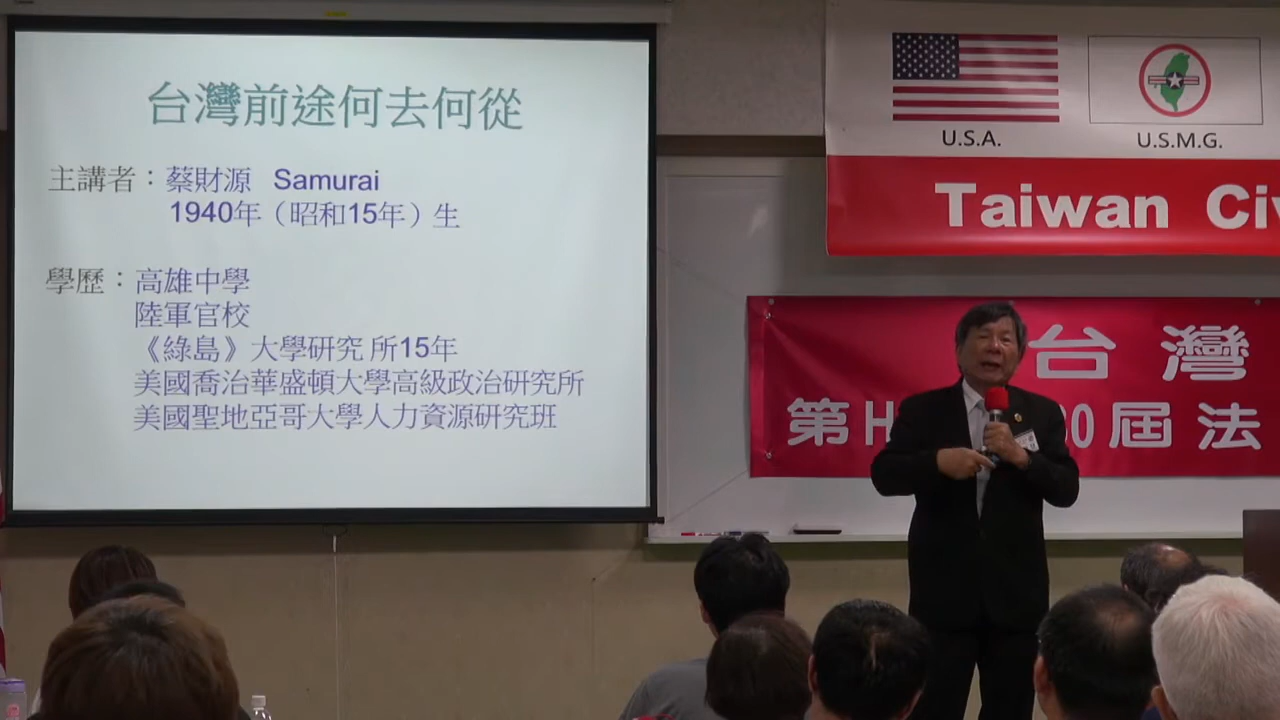 台灣前途何去何從
主講者：蔡財源 Samurai
1940年（昭和15年）生
學歷：高雄中學
陸軍官校
《綠島》大學研究所15年
美國喬治華盛頓大學高級政治研究所
美國聖地亞哥大學人力資源研究班
U.S.A.
U.S.M.G.
Taiwan Civ
台灣
第H 30屆法